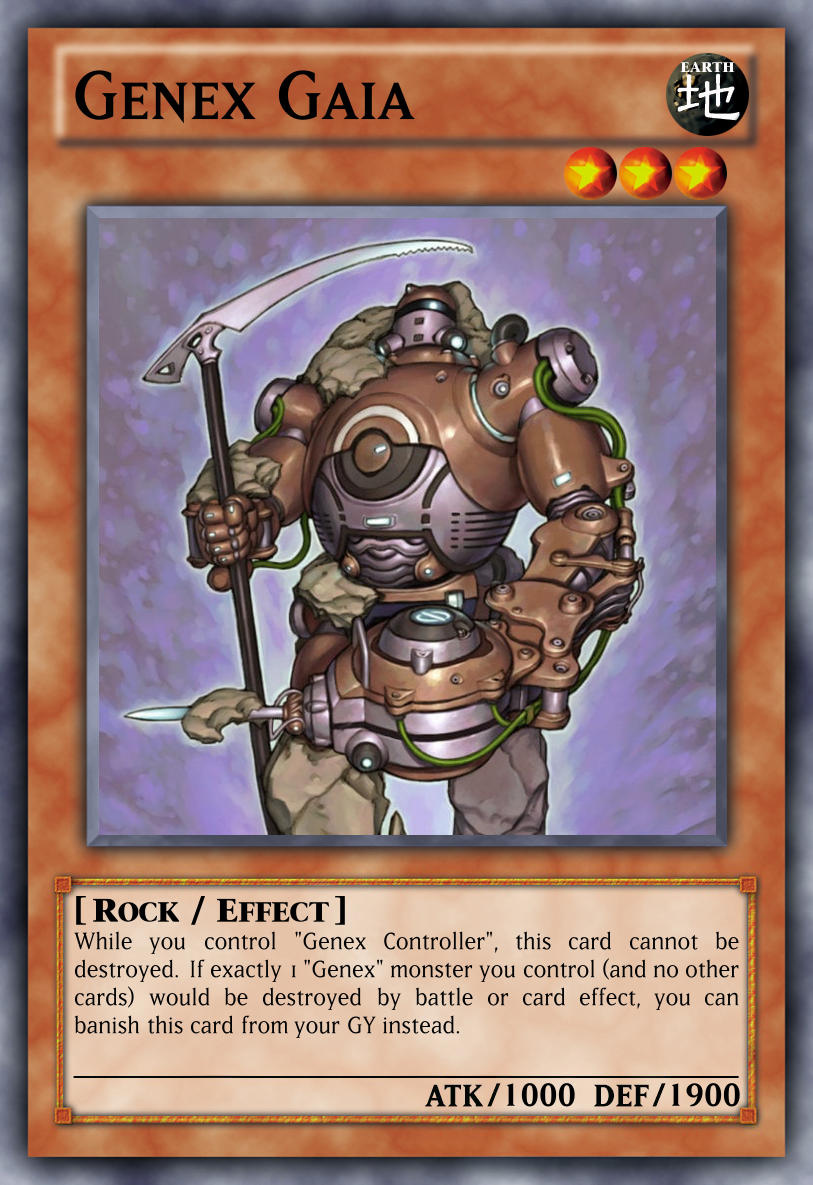 Genex Gaia
EARTH
地
[ Rock / Effect ]
While you control "Genex Controller", this card cannot be
destroyed. If exactly 1 "Genex" monster you control (and no other
cards) would be destroyed by battle or card effect, you can
banish this card from your GY instead.
ATK/1000 DEF/1900